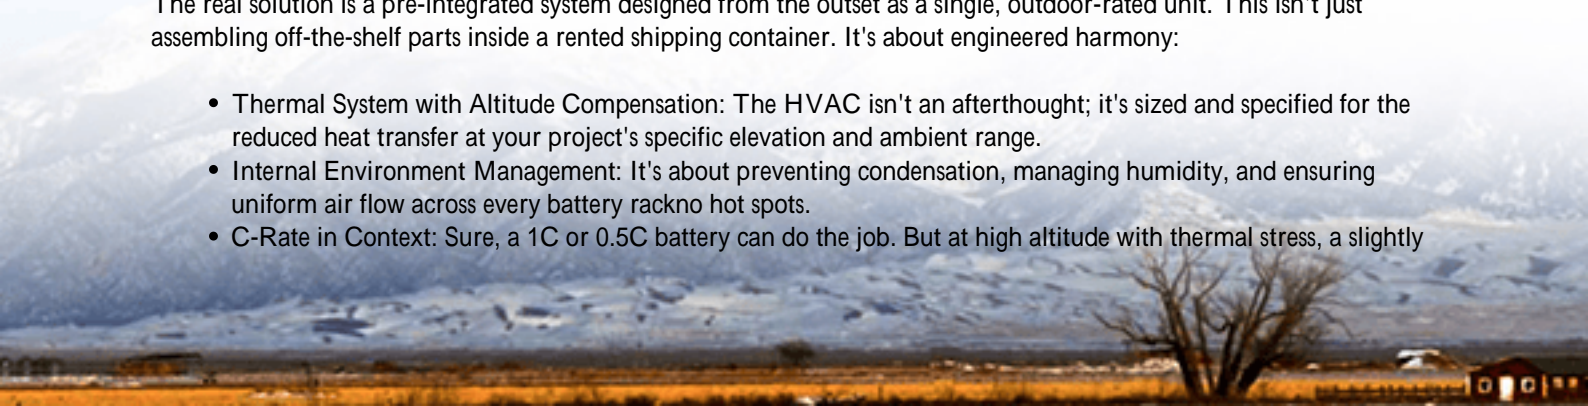 The real solution is a pre-integrated system designed from the outset as a single, outdoor-rated unit. This isn't just
assembling off-the-shelf parts inside a rented shipping container. It's about engineered harmony:
• Thermal System with Altitude Compensation: The HVAC isn't an afterthought; it's sized and specified for the
reduced heat transfer at your project's specific elevation and ambient range.
• Internal Environment Management: It's about preventing condensation, managing humidity, and ensuring
uniform air flow across every battery rackno hot spots.
• C-Rate in Context: Sure, a 1C or 0.5C battery can do the job. But at high altitude with thermal stress, a slightly